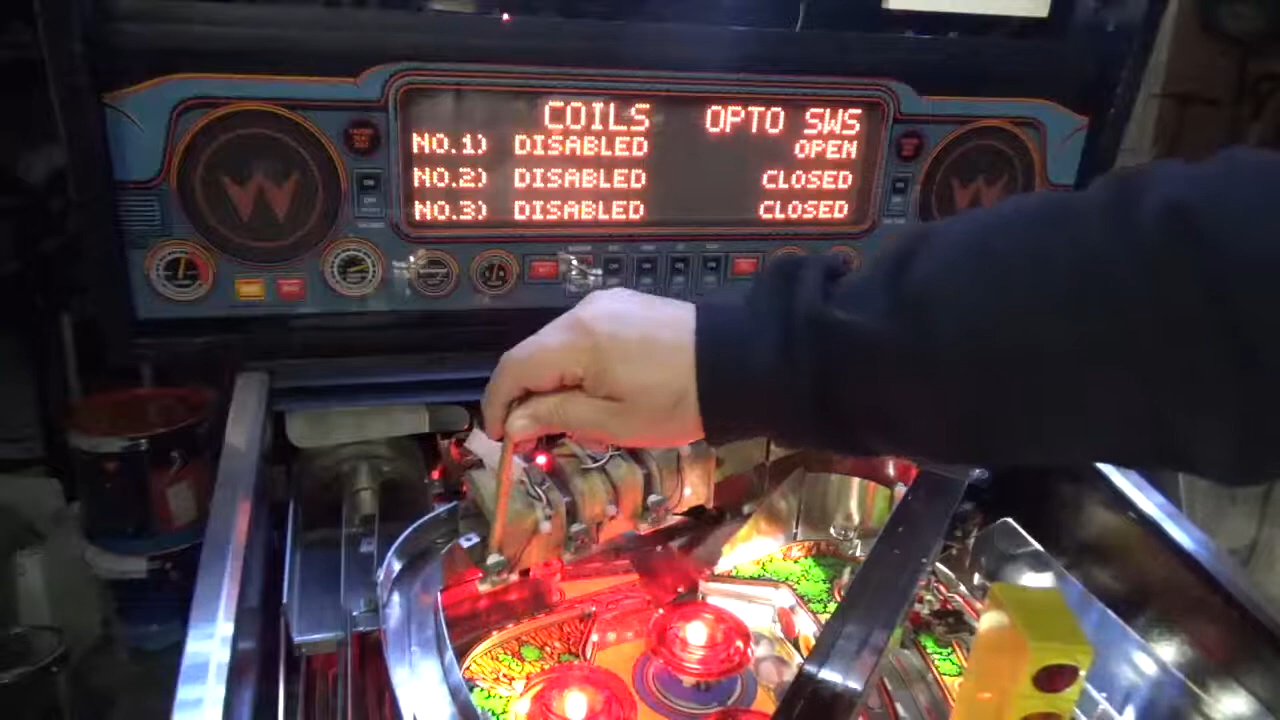 COILS OPTO SWS
NO.1) DISABLED OPEN
NO.2) DISABLED CLOSED
NO.3) DISABLED CLOSED